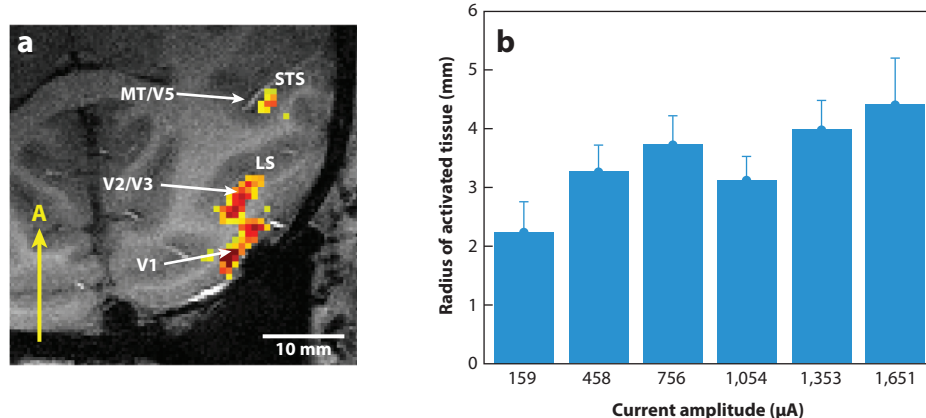 a
STS
MT/V5
LS
V2/V3
A
V1
10 mm
b
Radius of activated tissue (mm)
6
5
4
3
2
1
0
159 458 756 1,054 1,353 1,651
Current amplitude (μA)